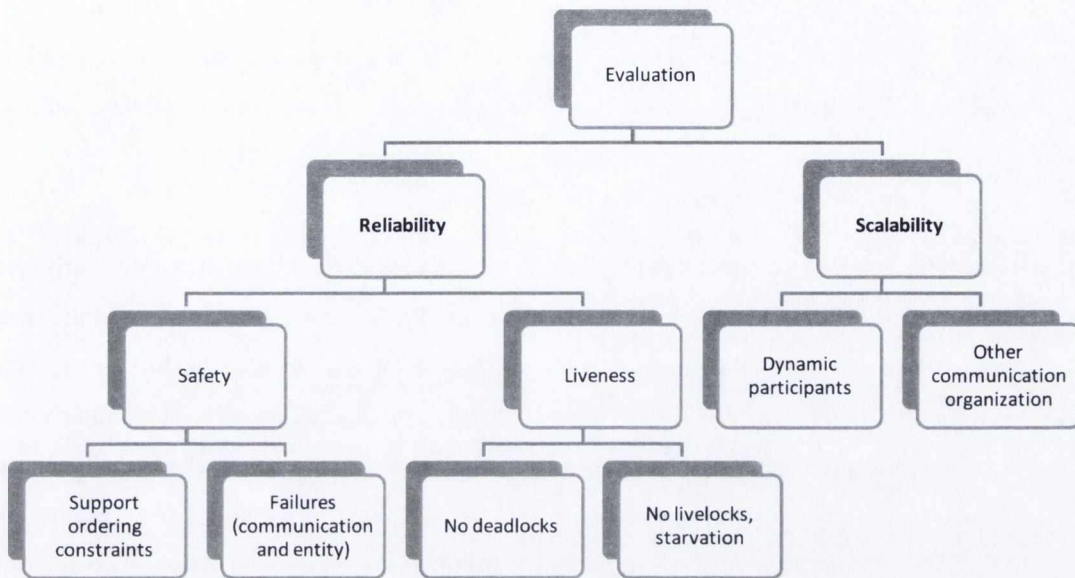 Evaluation
Reliability
Scalability
Safety
Liveness
Dynamic
participants
Other
communication
organization
Support
ordering
constraints
Failures
(communication
and entity)
No deadlocks
No livelocks,
starvation